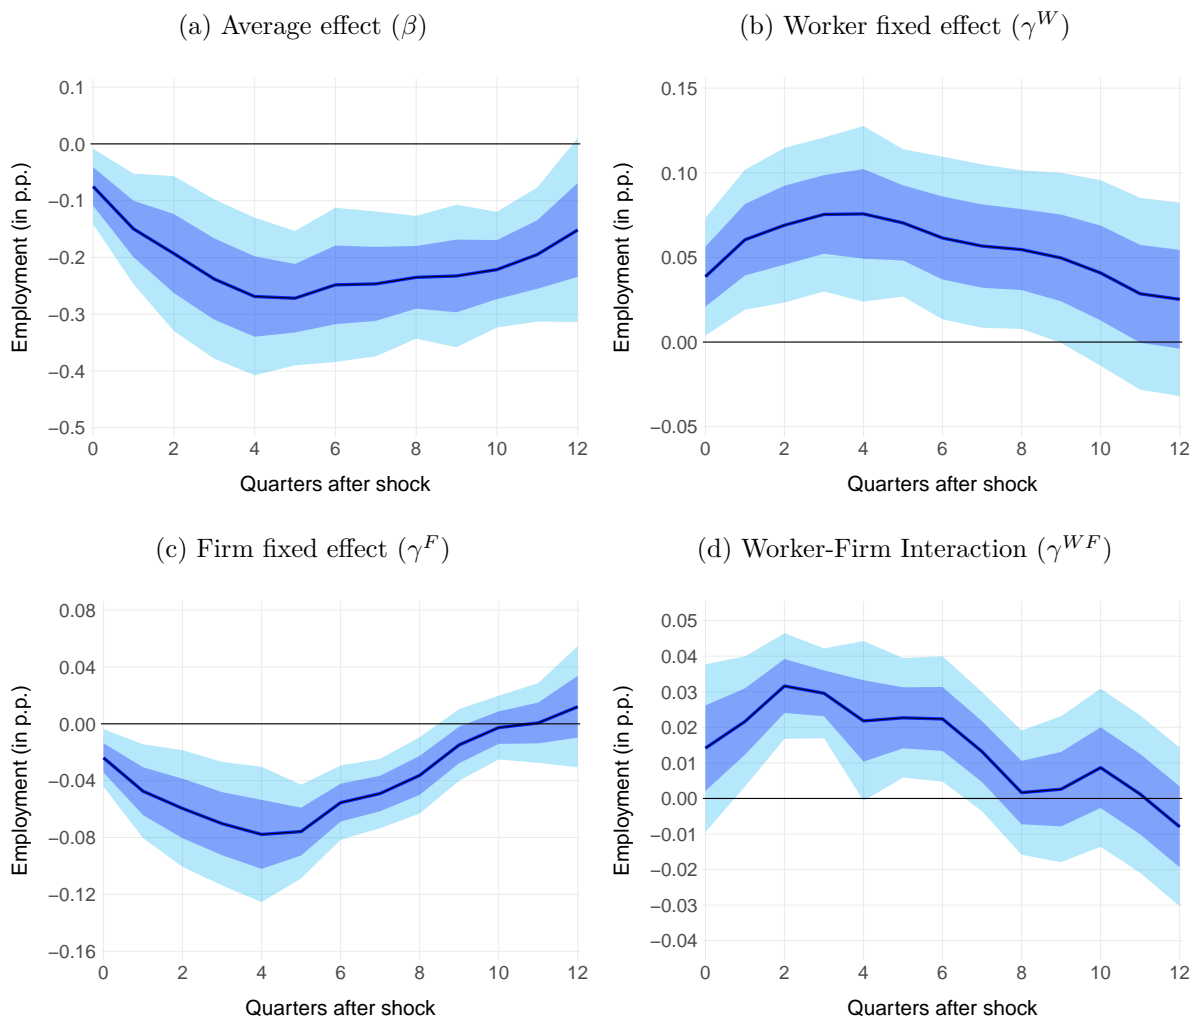 (a) Average effect (β)
0.1
0.0
−0.1
−0.2
−0.3
−0.4
−0.5
Employment (in p.p.)
0 2 4 6 8 10 12
Quarters after shock
(b) Worker fixed effect (γ^W)
0.15
0.10
0.05
0.00
−0.05
Employment (in p.p.)
0 2 4 6 8 10 12
Quarters after shock
(c) Firm fixed effect (γ^F)
0.08
0.04
0.00
−0.04
−0.08
−0.12
−0.16
Employment (in p.p.)
0 2 4 6 8 10 12
Quarters after shock
(d) Worker-Firm Interaction (γ^{WF})
0.05
0.04
0.03
0.02
0.01
0.00
−0.01
−0.02
−0.03
−0.04
Employment (in p.p.)
0 2 4 6 8 10 12
Quarters after shock